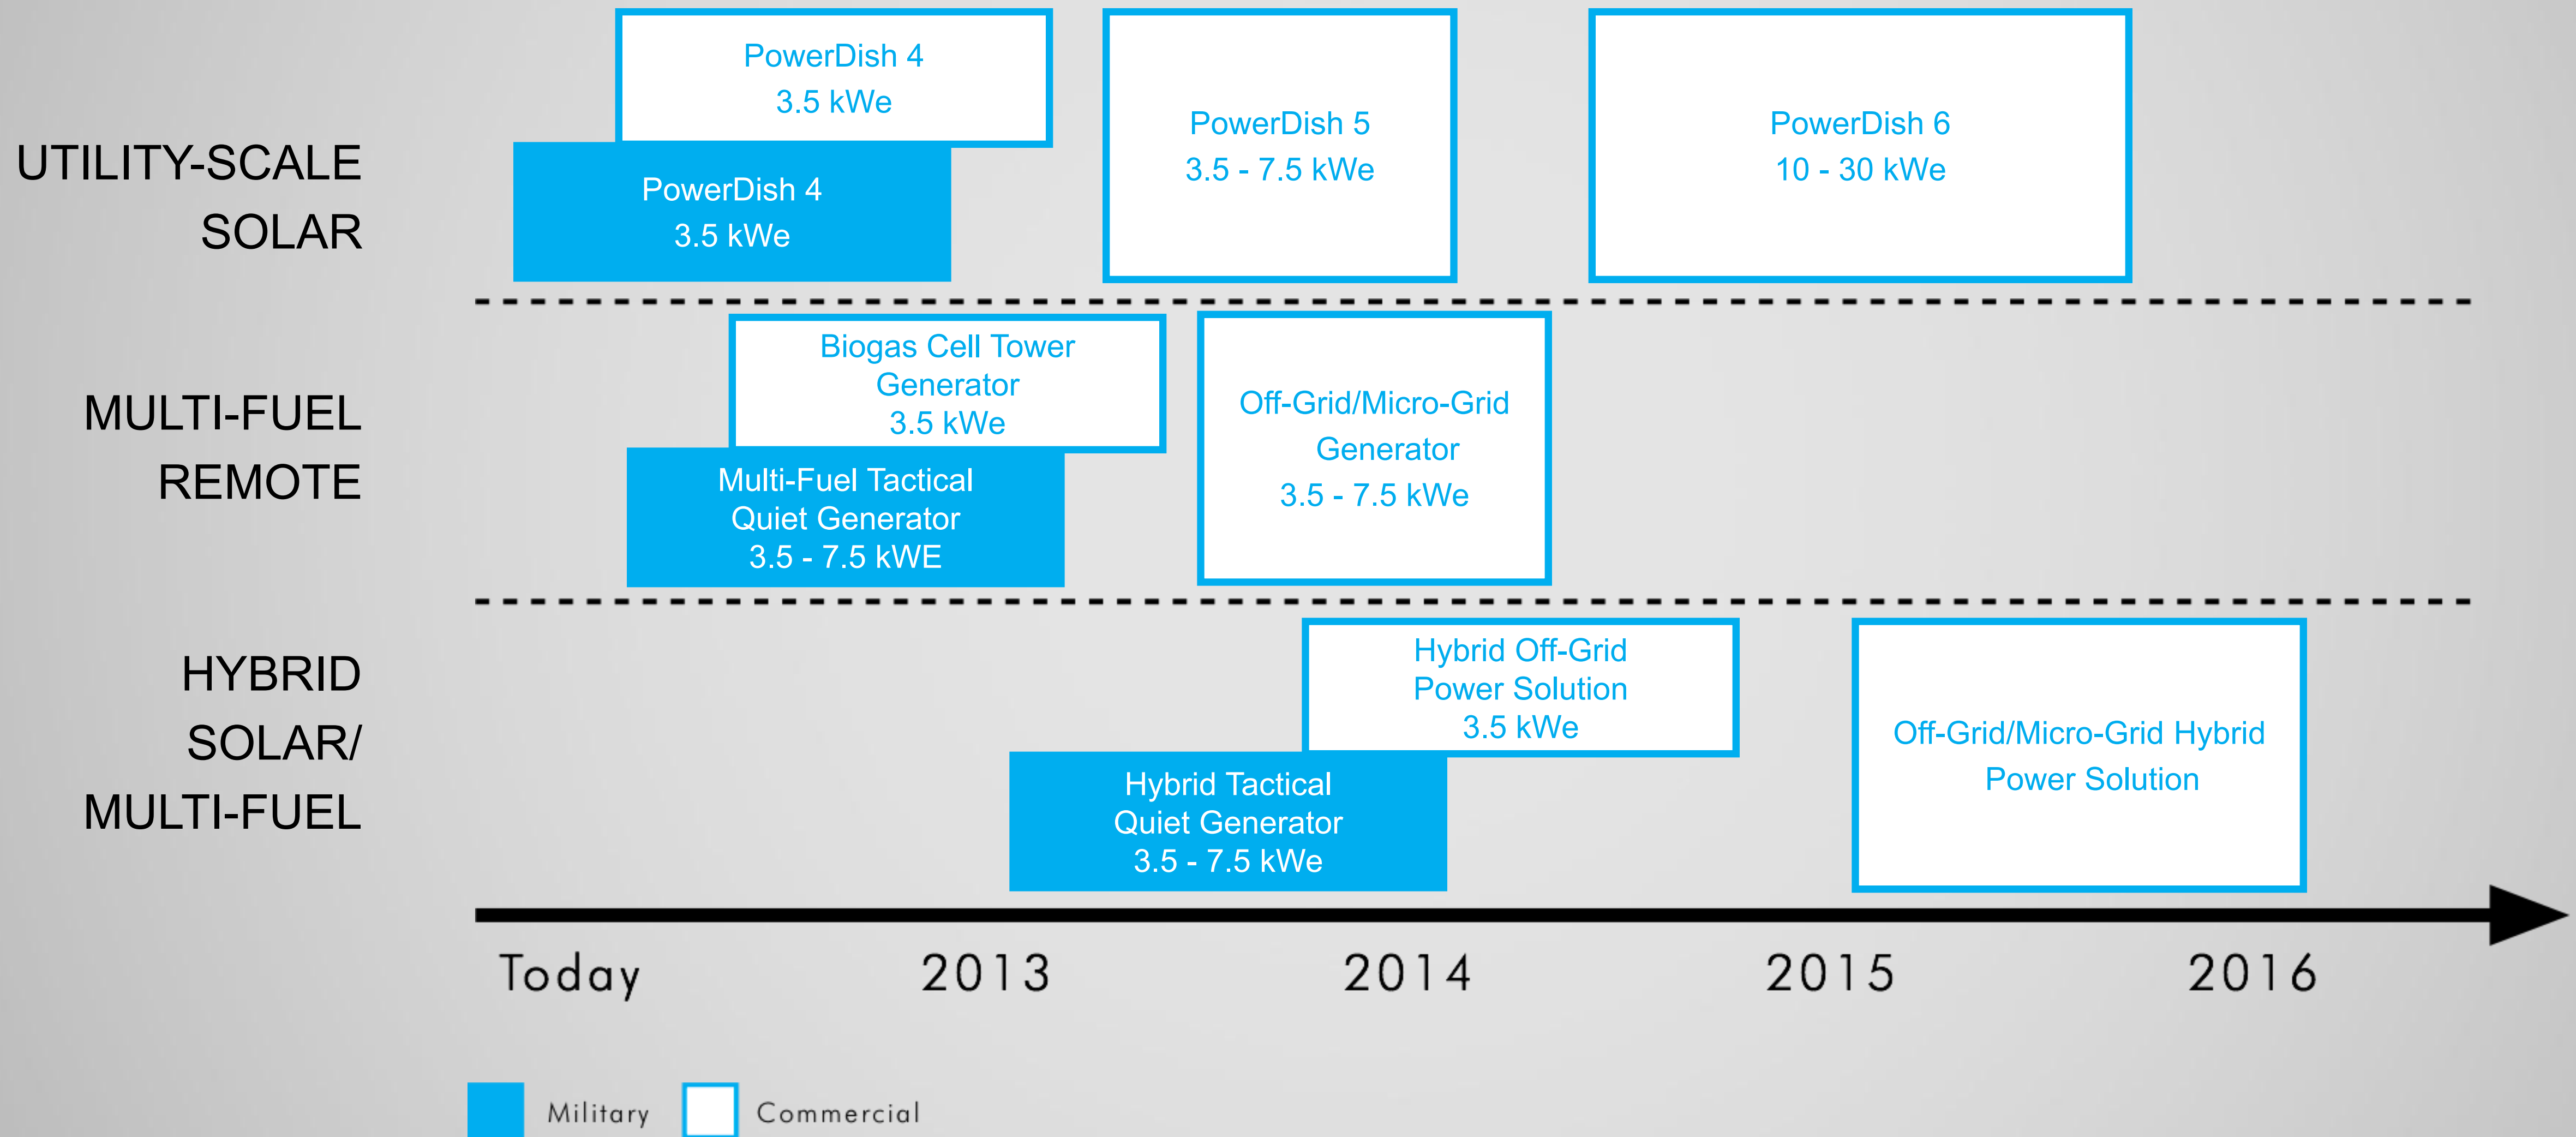 PowerDish 4
3.5 kWe
PowerDish 5
3.5 - 7.5 kWe
PowerDish 6
10 - 30 kWe
UTILITY-SCALE
SOLAR
PowerDish 4
3.5 kWe
Biogas Cell Tower
Generator
3.5 kWe
Off-Grid/Micro-Grid
Generator
3.5 - 7.5 kWe
MULTI-FUEL
REMOTE
Multi-Fuel Tactical
Quiet Generator
3.5 - 7.5 kWE
Hybrid Off-Grid
Power Solution
3.5 kWe
HYBRID
SOLAR/
MULTI-FUEL
Off-Grid/Micro-Grid Hybrid
Power Solution
Hybrid Tactical
Quiet Generator
3.5 - 7.5 kWe
Today 2013 2014 2015 2016
Military Commercial